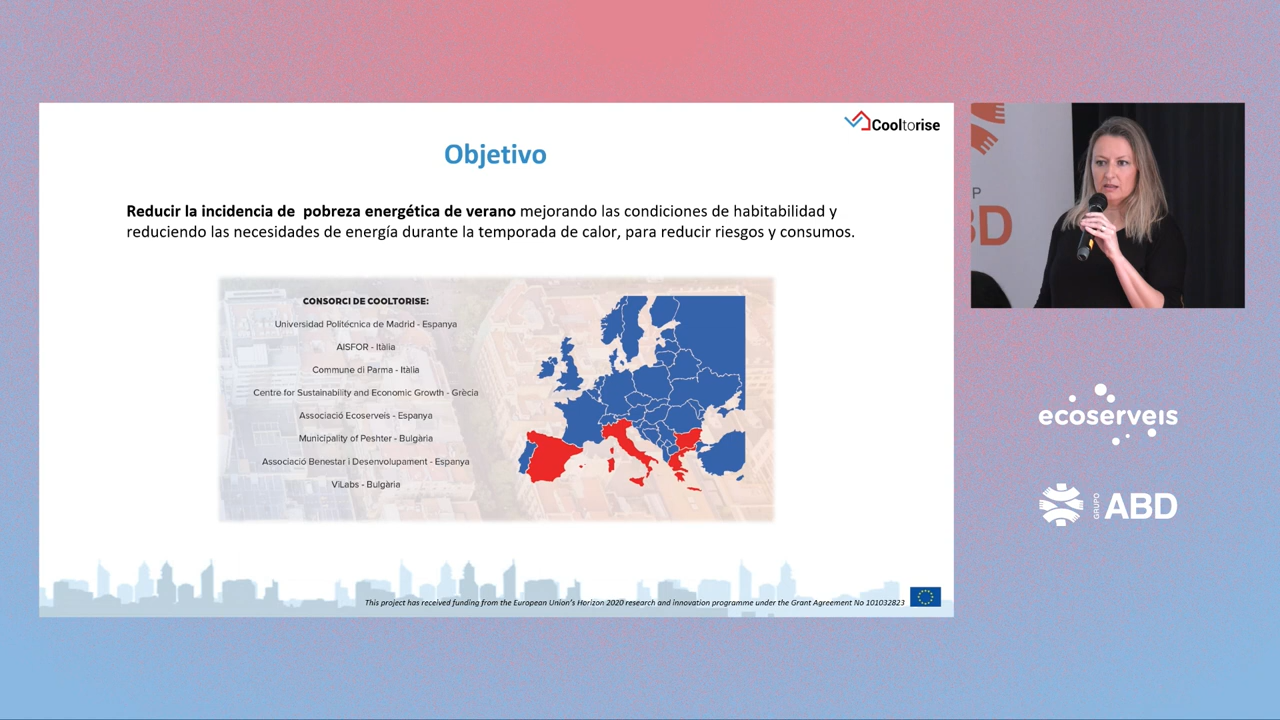 Cooltorise
Objetivo
Reducir la incidencia de pobreza energética de verano mejorando las condiciones de habitabilidad y
reduciendo las necesidades de energía durante la temporada de calor, para reducir riesgos y consumos.
CONSORCI DE COOLTORISE:
Universidad Politécnica de Madrid - Espanya
AISFOR - Itàlia
Commune di Parma - Itàlia
Centre for Sustainability and Economic Growth - Grècia
Associació Ecoserveis - Espanya
Municipality of Peshter - Bulgària
Associació Benestar i Desenvolupament - Espanya
ViLabs - Bulgària
This project has received funding from the European Union's Horizon 2020 research and innovation programme under the Grant Agreement No 101032823
P
BD
ecoserveis
GRUPO ABD